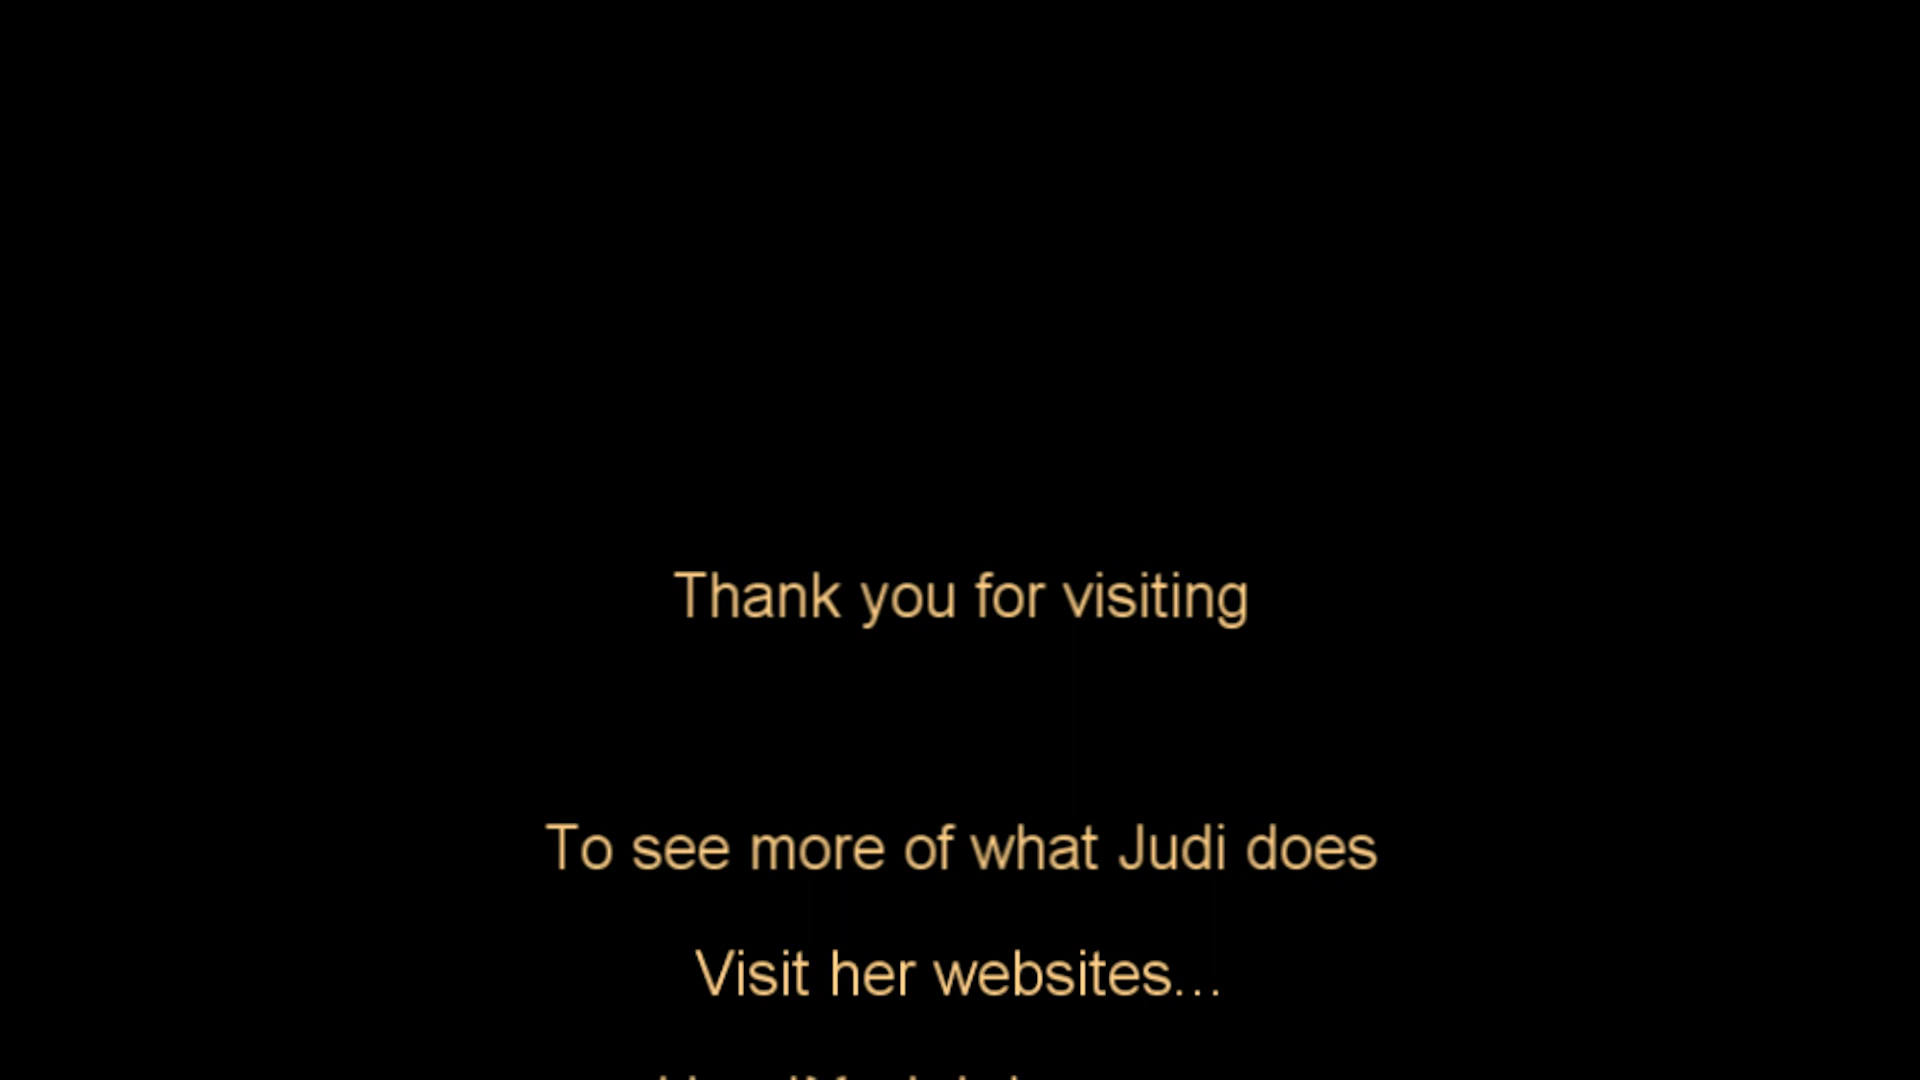 Thank you for visiting
To see more of what Judi does
Visit her websites...